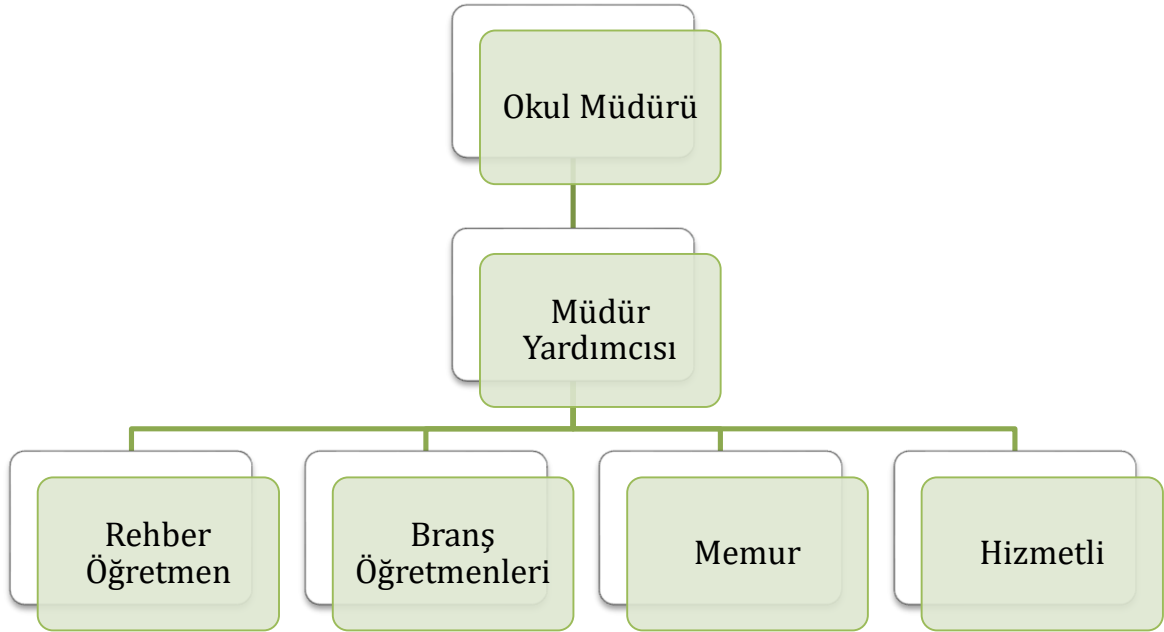 Okul Müdürü
Müdür
Yardımcısı
Rehber
Öğretmen
Branş
Öğretmenleri
Memur
Hizmetli